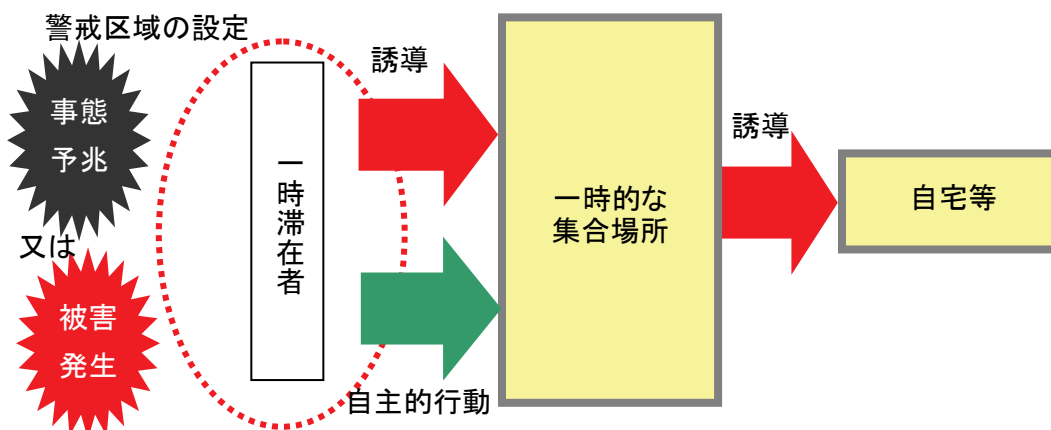 警戒区域の設定
事態
予兆
又は
被害
発生
一時滞在者
誘導
自主的行動
一時的な
集合場所
誘導
自宅等